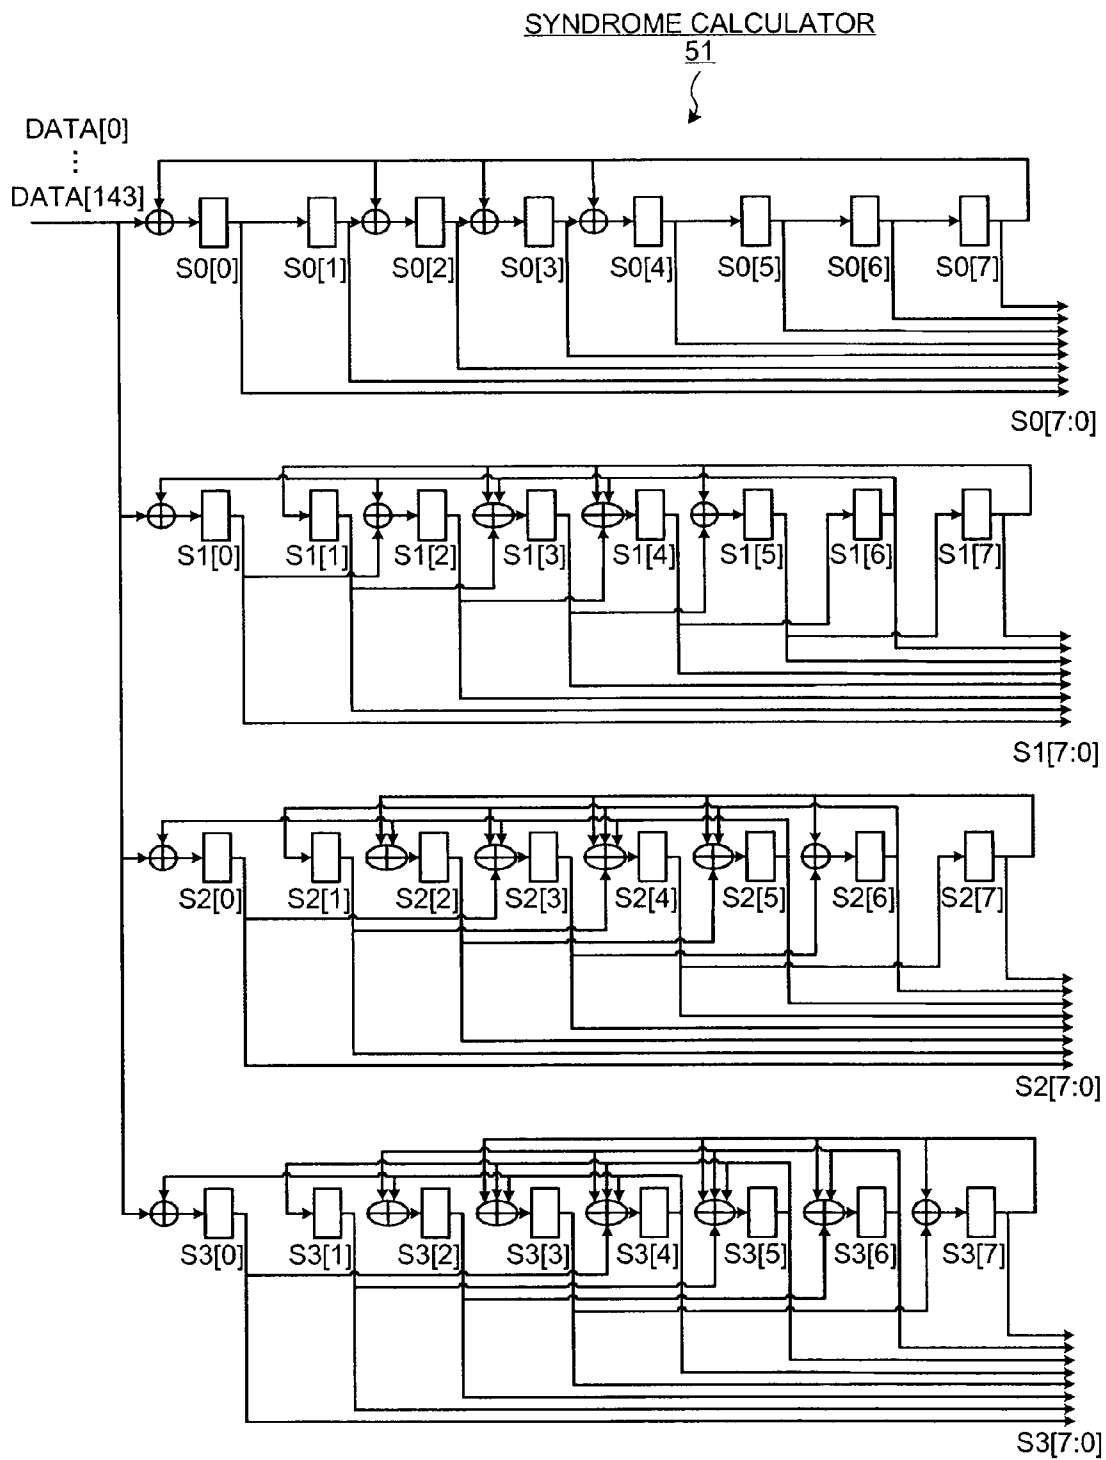 SYNDROME CALCULATOR
51
DATA[0]
⋮
DATA[143]
S0[0] S0[1] S0[2] S0[3] S0[4] S0[5] S0[6] S0[7]
S0[7:0]
S1[0] S1[1] S1[2] S1[3] S1[4] S1[5] S1[6] S1[7]
S1[7:0]
S2[0] S2[1] S2[2] S2[3] S2[4] S2[5] S2[6] S2[7]
S2[7:0]
S3[0] S3[1] S3[2] S3[3] S3[4] S3[5] S3[6] S3[7]
S3[7:0]